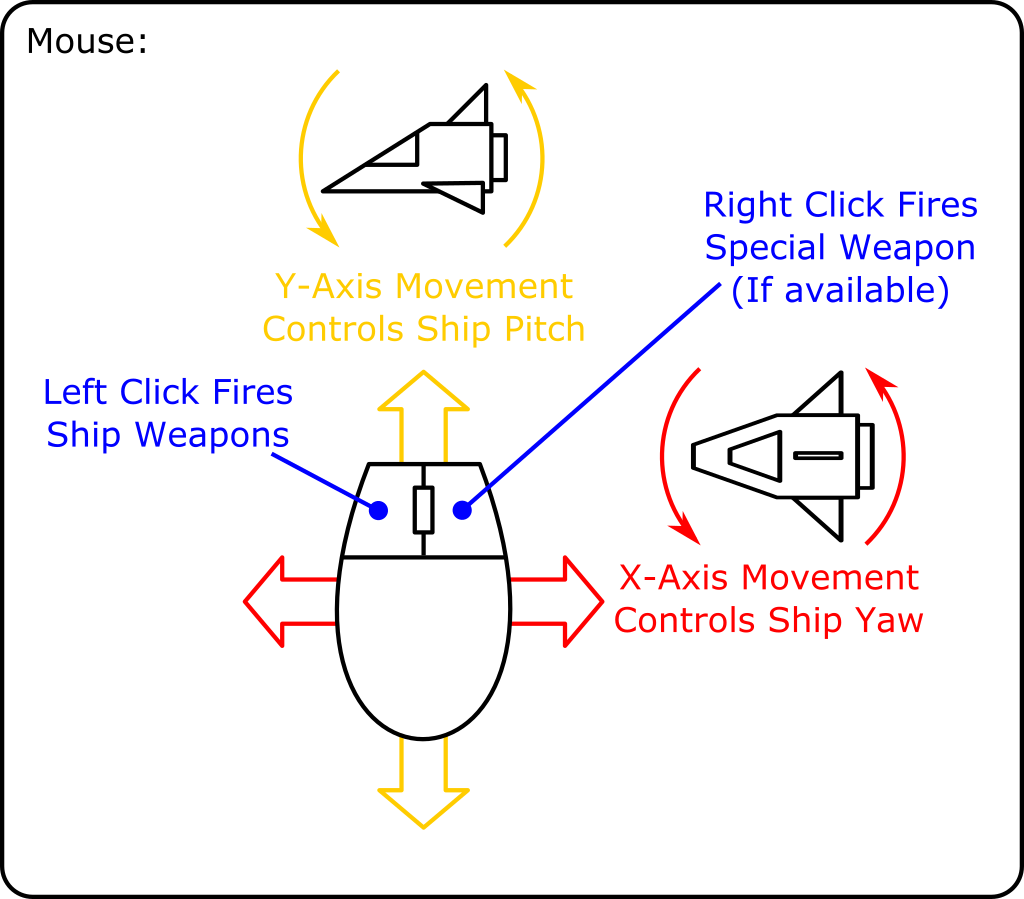 Mouse:
Y-Axis Movement
Controls Ship Pitch
Right Click Fires
Special Weapon
(If available)
Left Click Fires
Ship Weapons
X-Axis Movement
Controls Ship Yaw